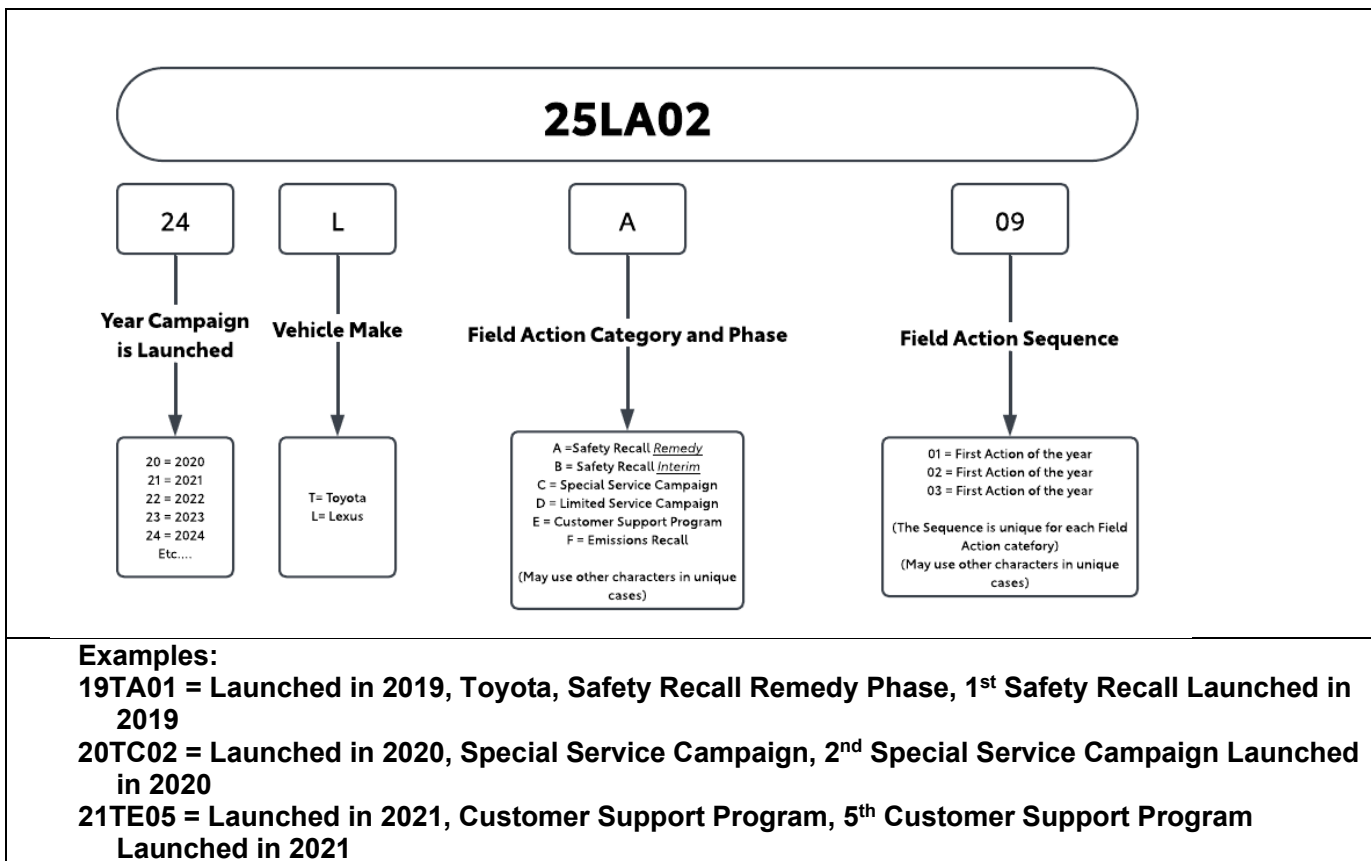 25LA02
24
L
A
09
Year Campaign
is Launched
Vehicle Make
Field Action Category and Phase
Field Action Sequence
20 = 2020
21 = 2021
22 = 2022
23 = 2023
24 = 2024
Etc....
T= Toyota
L= Lexus
A =Safety Recall Remedy
B = Safety Recall Interim
C = Special Service Campaign
D = Limited Service Campaign
E = Customer Support Program
F = Emissions Recall
(May use other characters in unique
cases)
01 = First Action of the year
02 = First Action of the year
03 = First Action of the year
(The Sequence is unique for each Field
Action catefory)
(May use other characters in unique
cases)
Examples:
19TA01 = Launched in 2019, Toyota, Safety Recall Remedy Phase, 1st Safety Recall Launched in
2019
20TC02 = Launched in 2020, Special Service Campaign, 2nd Special Service Campaign Launched
in 2020
21TE05 = Launched in 2021, Customer Support Program, 5th Customer Support Program
Launched in 2021